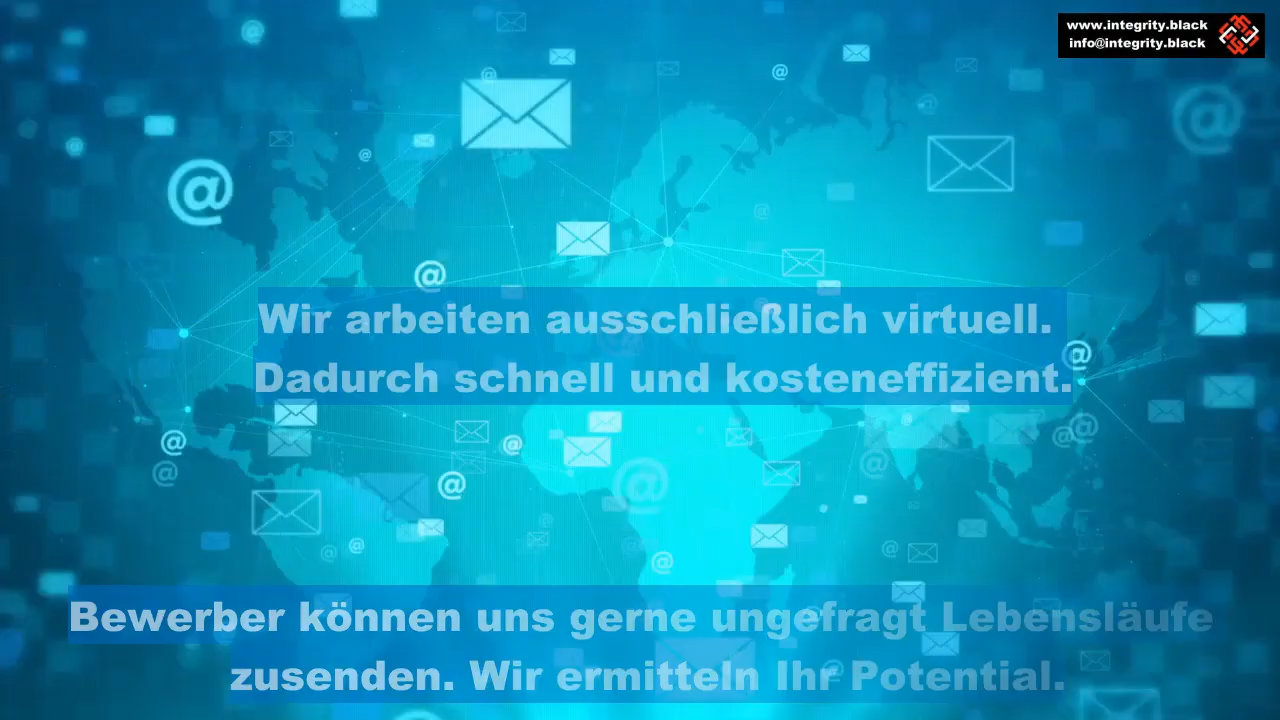 www.integrity.black
info@integrity.black
Wir arbeiten ausschließlich virtuell.
Dadurch schnell und kosteneffizient.
Bewerber können uns gerne ungefragt Lebensläufe
zusenden. Wir ermitteln Ihr Potential.